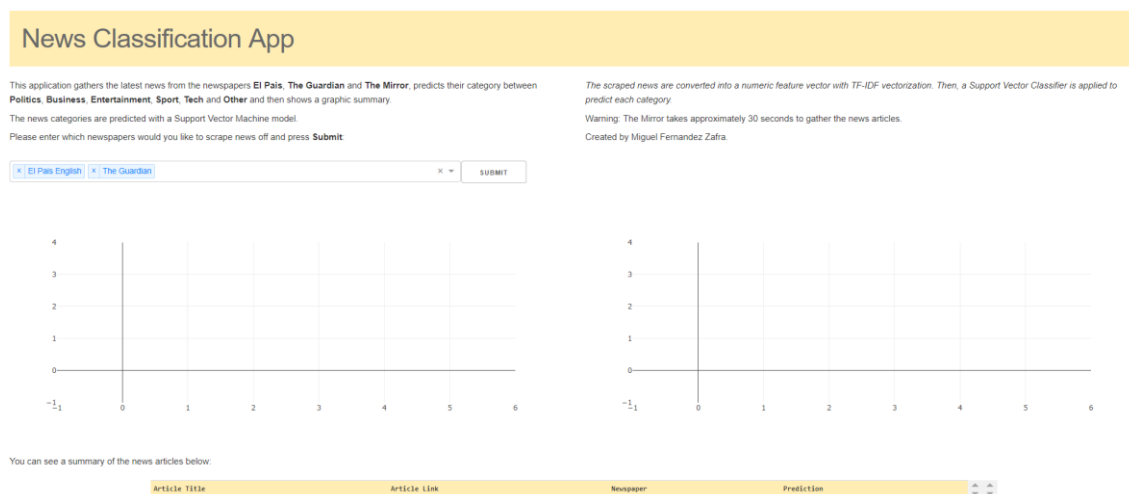 News Classification App
This application gathers the latest news from the newspapers El Pais, The Guardian and The Mirror, predicts their category between
Politics, Business, Entertainment, Sport, Tech and Other and then shows a graphic summary.
The news categories are predicted with a Support Vector Machine model.
Please enter which newspapers would you like to scrape news off and press Submit:
The scraped news are converted into a numeric feature vector with TF-IDF vectorization. Then, a Support Vector Classifier is applied to
predict each category.
Warning: The Mirror takes approximately 30 seconds to gather the news articles.
Created by Miguel Fernandez Zafra.
× El Pais English × The Guardian × SUBMIT
4
3
2
1
0
−1
−1 0 1 2 3 4 5 6
4
3
2
1
0
−1
−1 0 1 2 3 4 5 6
You can see a summary of the news articles below:
Article Title Article Link Newspaper Prediction